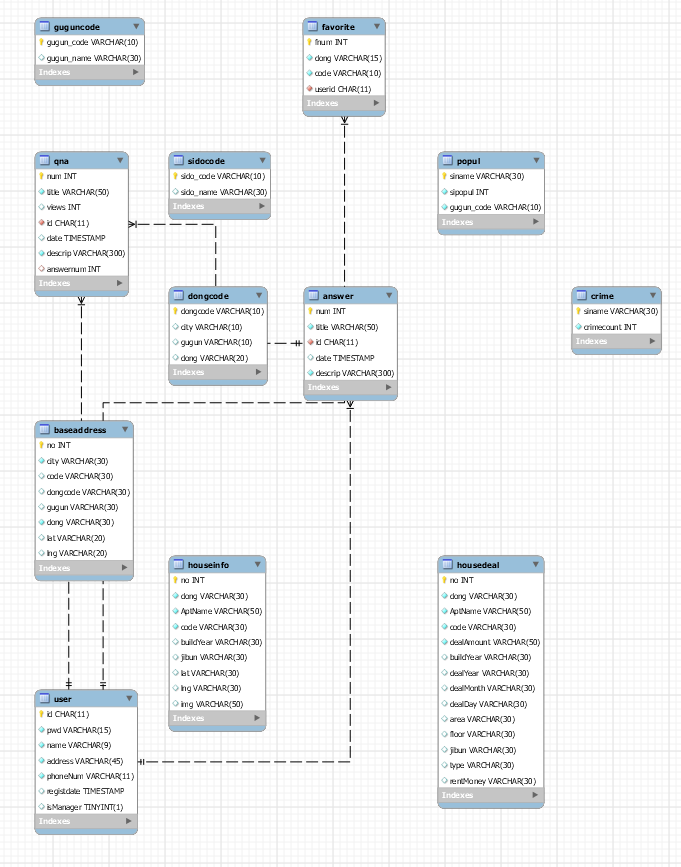 guguncode
gugun_code VARCHAR(10)
gugun_name VARCHAR(30)
Indexes
favorite
fnum INT
dong VARCHAR(15)
code VARCHAR(10)
userid CHAR(11)
Indexes
qna
num INT
title VARCHAR(50)
views INT
id CHAR(11)
date TIMESTAMP
descrip VARCHAR(300)
answernum INT
Indexes
sidocode
sido_code VARCHAR(10)
sido_name VARCHAR(30)
Indexes
popul
siname VARCHAR(30)
sipopul INT
gugun_code VARCHAR(10)
Indexes
dongcode
dongcode VARCHAR(10)
city VARCHAR(10)
gugun VARCHAR(10)
dong VARCHAR(20)
Indexes
answer
num INT
title VARCHAR(50)
id CHAR(11)
date TIMESTAMP
descrip VARCHAR(300)
Indexes
crime
siname VARCHAR(30)
crimecount INT
Indexes
baseaddress
no INT
city VARCHAR(30)
code VARCHAR(30)
dongcode VARCHAR(30)
gugun VARCHAR(30)
dong VARCHAR(30)
lat VARCHAR(20)
lng VARCHAR(20)
Indexes
houseinfo
no INT
dong VARCHAR(30)
AptName VARCHAR(50)
code VARCHAR(30)
buildYear VARCHAR(30)
jibun VARCHAR(30)
lat VARCHAR(30)
lng VARCHAR(30)
img VARCHAR(50)
Indexes
housedeal
no INT
dong VARCHAR(30)
AptName VARCHAR(50)
code VARCHAR(30)
dealAmount VARCHAR(50)
buildYear VARCHAR(30)
dealYear VARCHAR(30)
dealMonth VARCHAR(30)
dealDay VARCHAR(30)
area VARCHAR(30)
floor VARCHAR(30)
jibun VARCHAR(30)
type VARCHAR(30)
rentMoney VARCHAR(30)
Indexes
user
id CHAR(11)
pwd VARCHAR(15)
name VARCHAR(9)
address VARCHAR(45)
phoneNum VARCHAR(11)
registdate TIMESTAMP
isManager TINYINT(1)
Indexes